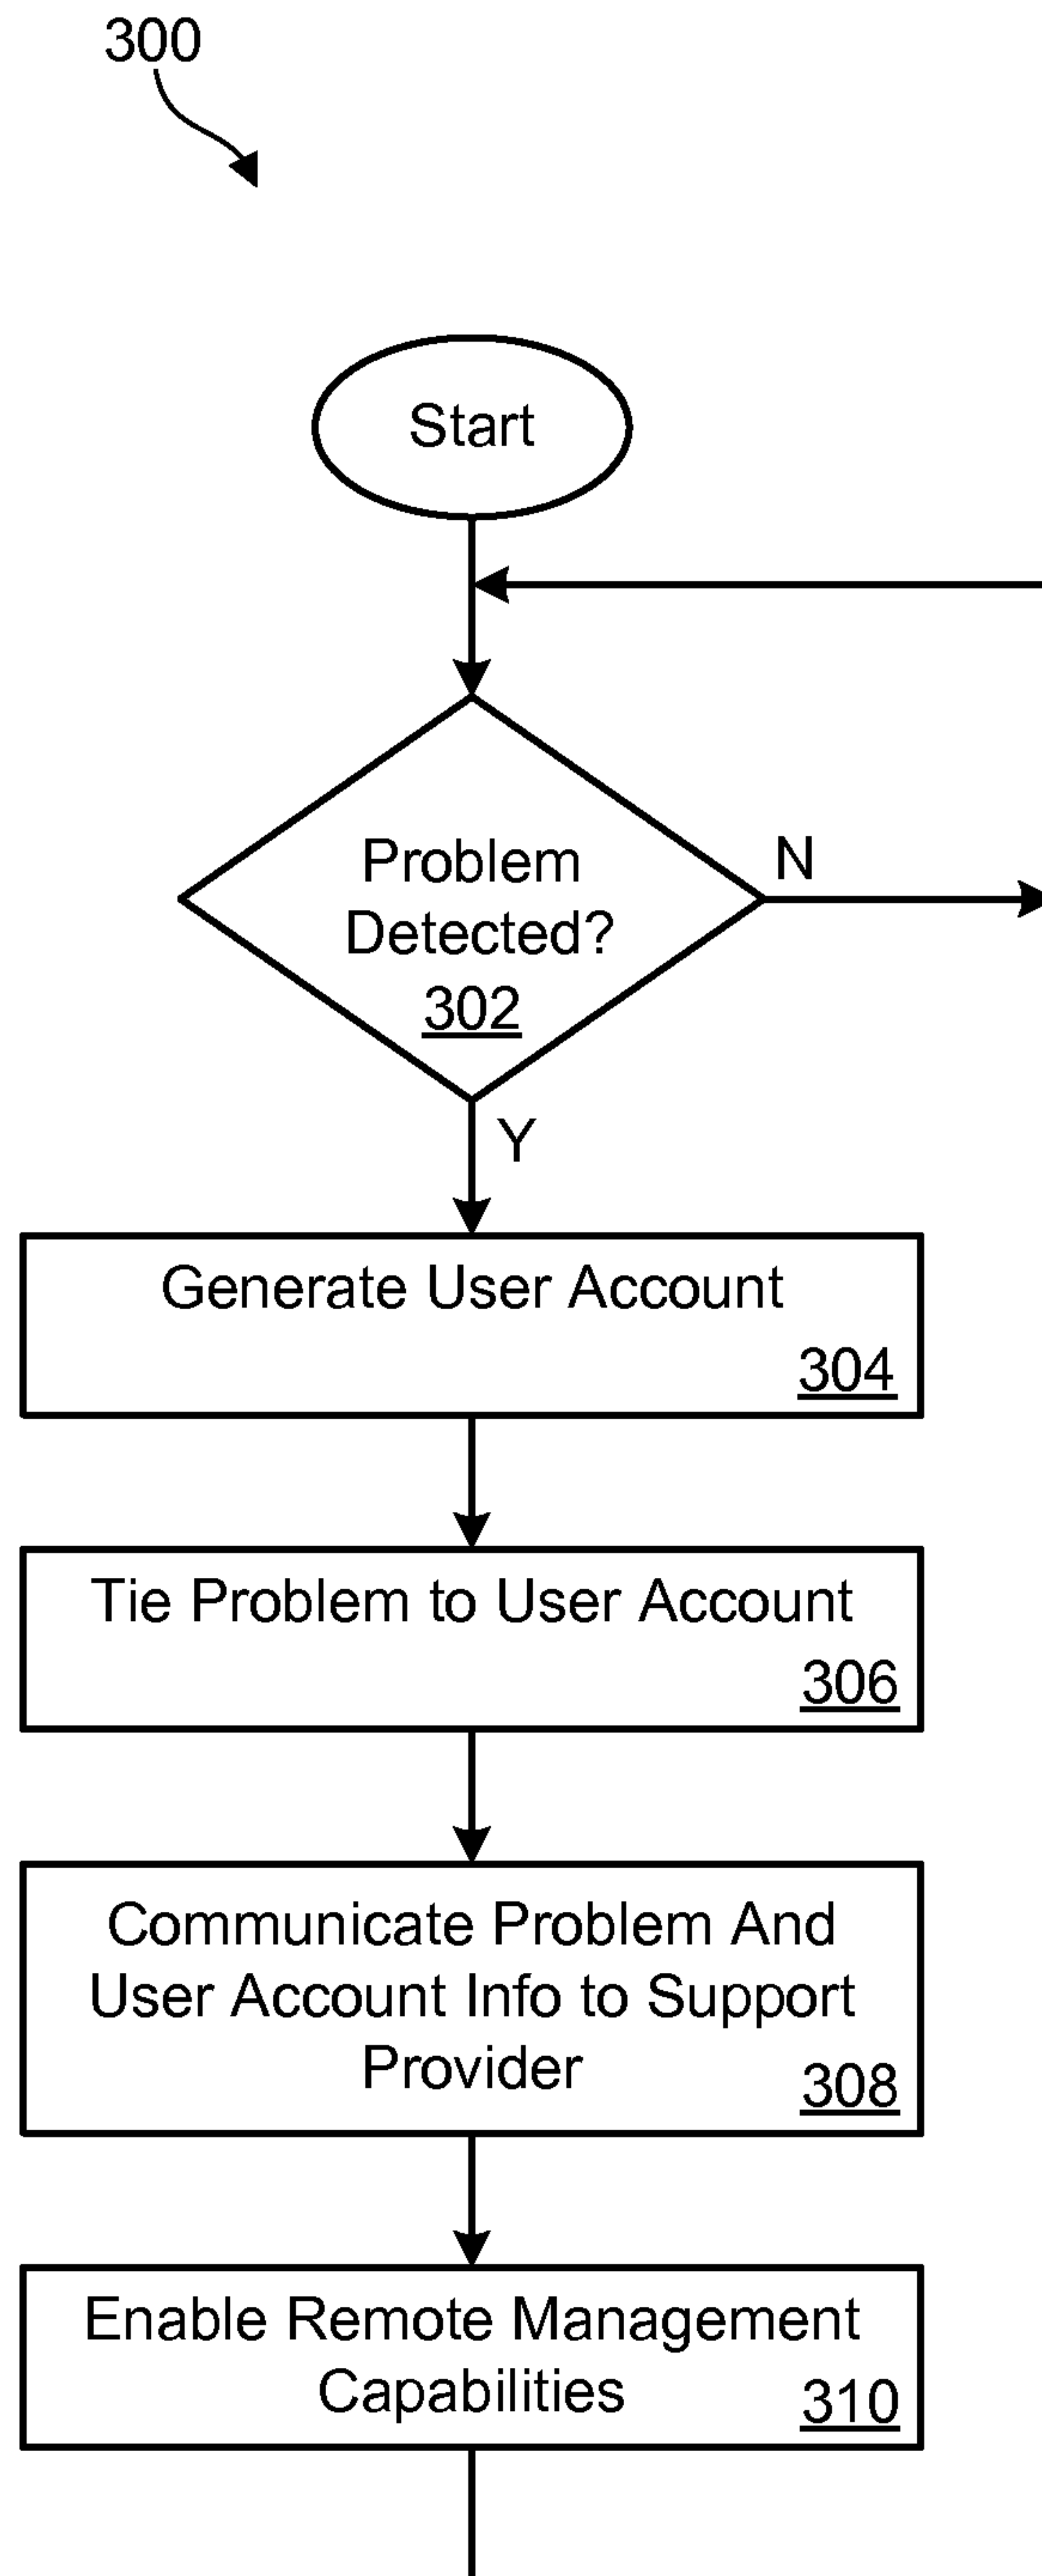 300
Start
Problem
Detected?
302
N
Y
Generate User Account
304
Tie Problem to User Account
306
Communicate Problem And
User Account Info to Support
Provider
308
Enable Remote Management
Capabilities
310